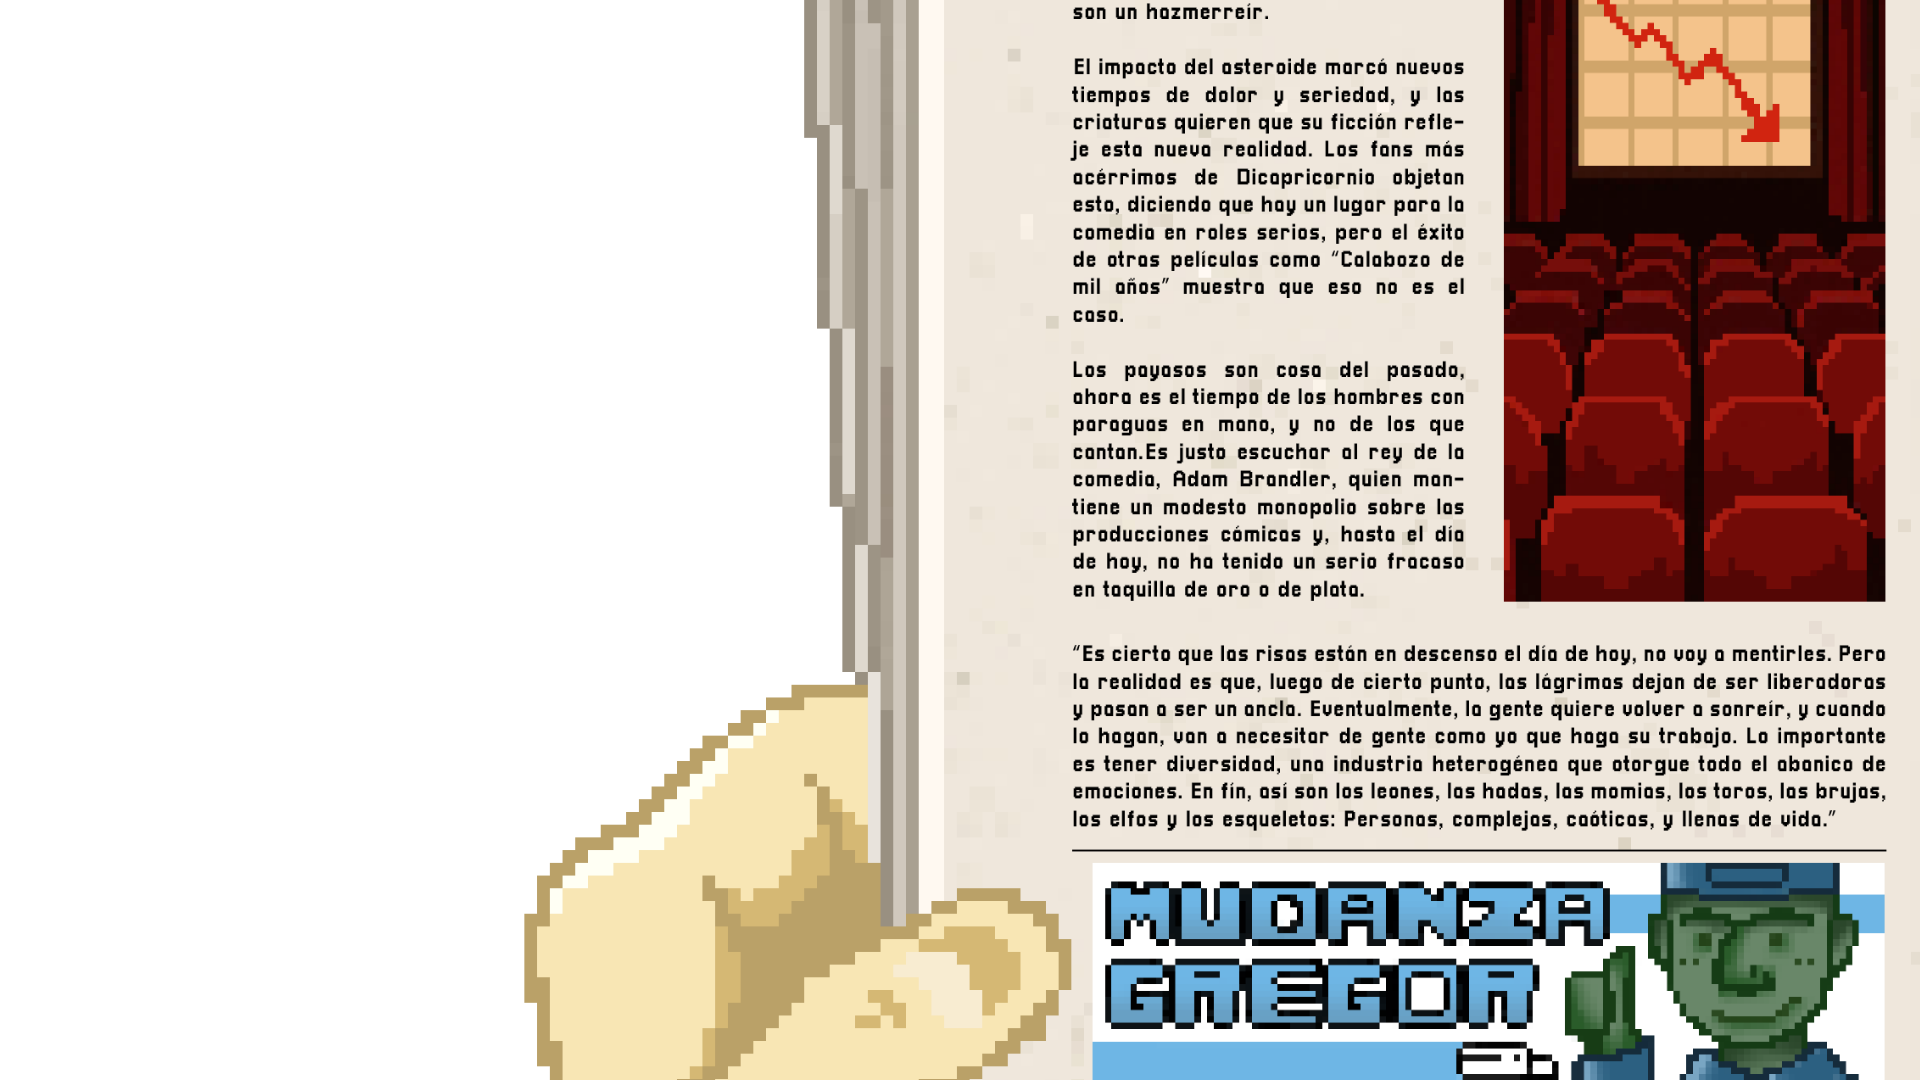 son un hazmerreír.
El impacto del asteroide marcó nuevos
tiempos de dolor y seriedad, y las
criaturas quieren que su ficción refle-
je esta nueva realidad. Los fans más
acérrimos de Dicapricornio objetan
esto, diciendo que hay un lugar para la
comedia en roles serios, pero el éxito
de otras películas como “Calabozo de
mil años” muestra que eso no es el
caso.
Los payasos son cosa del pasado,
ahora es el tiempo de los hombres con
paraguas en mano, y no de los que
cantan.Es justo escuchar al rey de la
comedia, Adam Brandler, quien man-
tiene un modesto monopolio sobre las
producciones cómicas y, hasta el día
de hoy, no ha tenido un serio fracaso
en taquilla de oro o de plata.
“Es cierto que las risas están en descenso el día de hoy, no voy a mentirles. Pero
la realidad es que, luego de cierto punto, las lágrimas dejan de ser liberadoras
y pasan a ser un ancla. Eventualmente, la gente quiere volver a sonreír, y cuando
lo hagan, van a necesitar de gente como yo que haga su trabajo. Lo importante
es tener diversidad, una industria heterogénea que otorgue todo el abanico de
emociones. En fin, así son los leones, las hadas, las momias, los toros, las brujas,
los elfos y los esqueletos: Personas, complejas, caóticas, y llenas de vida.”
MUDANZA
GREGOR